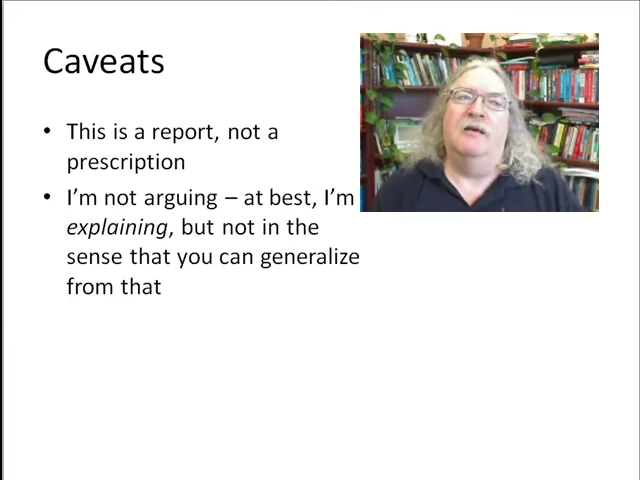 Caveats
• This is a report, not a
prescription
• I'm not arguing – at best, I'm
explaining, but not in the
sense that you can generalize
from that